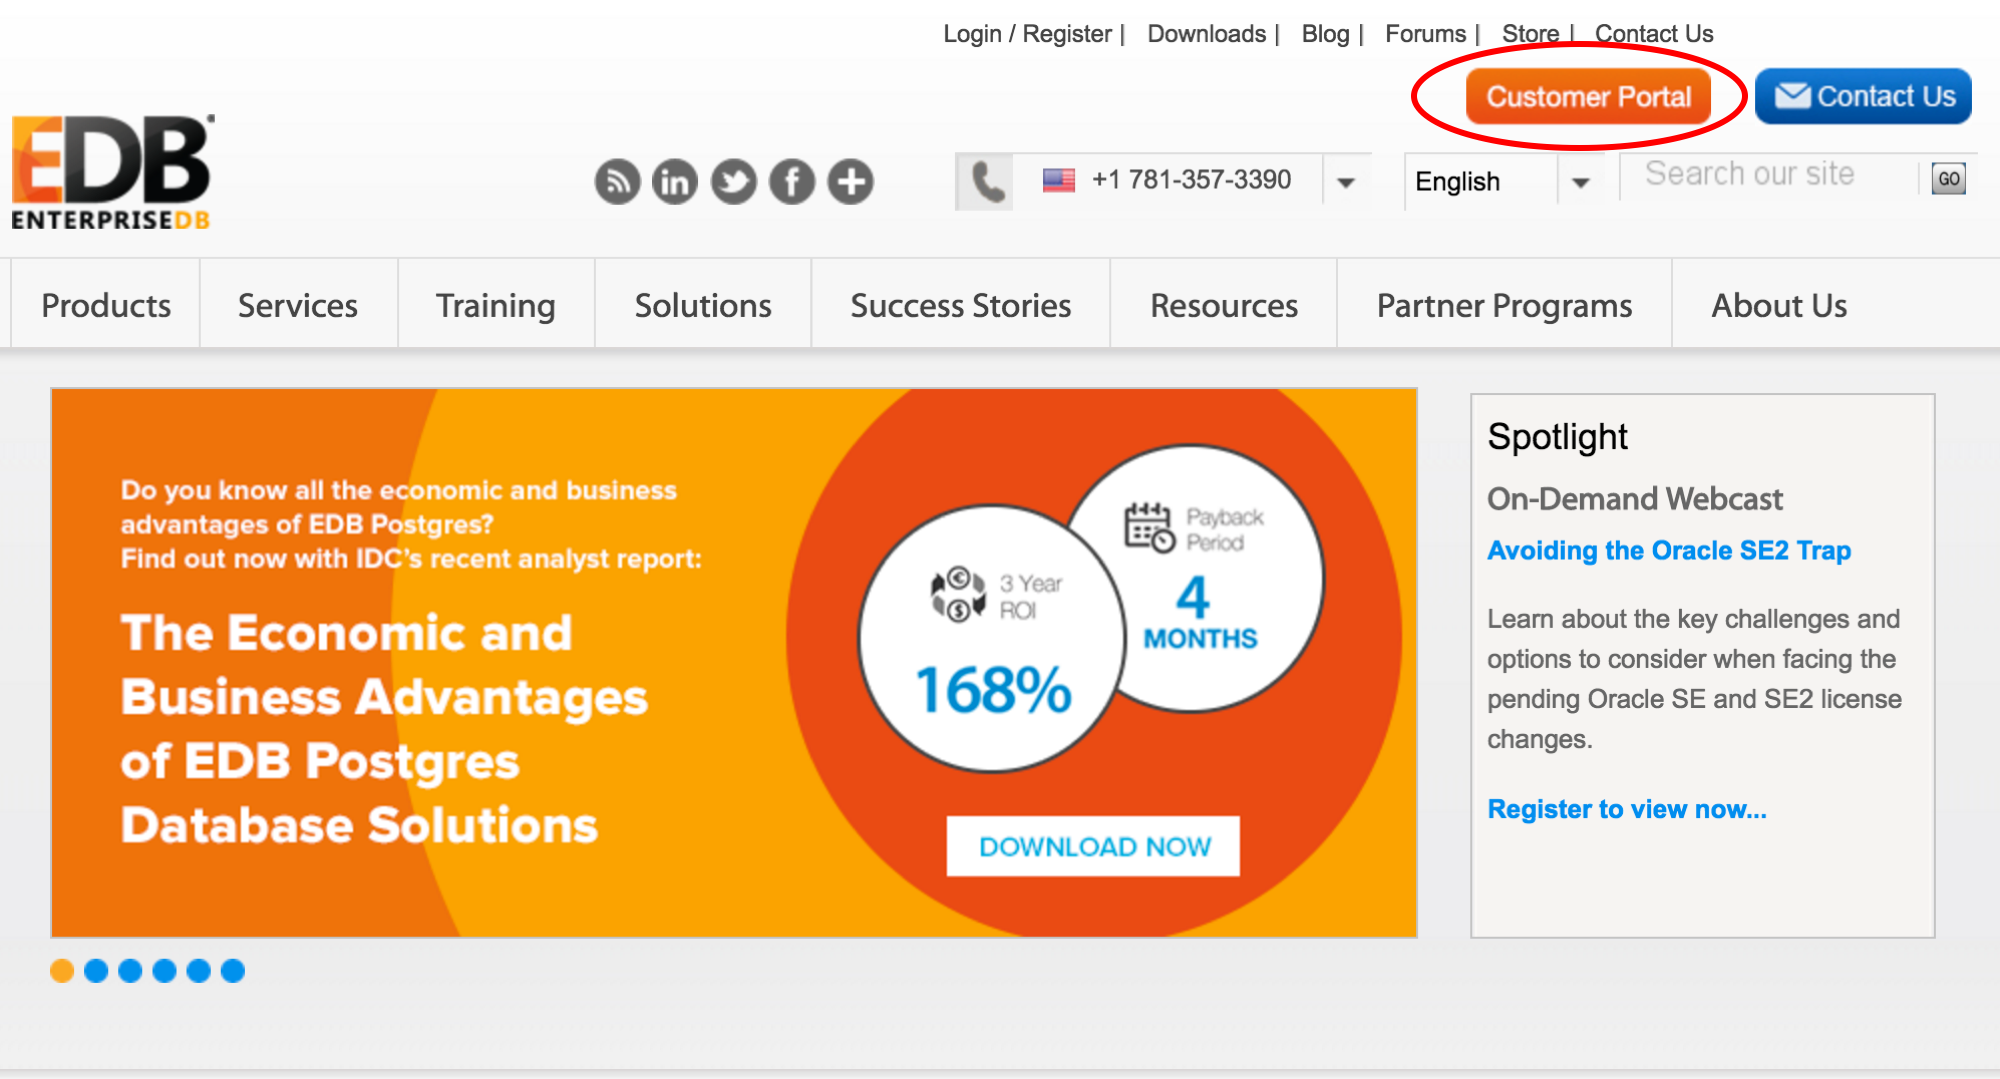 Login / Register | Downloads | Blog | Forums | Store | Contact Us
Customer Portal
Contact Us
EDB
ENTERPRISEDB
+1 781-357-3390
English
Search our site
GO
Products
Services
Training
Solutions
Success Stories
Resources
Partner Programs
About Us
Do you know all the economic and business
advantages of EDB Postgres?
Find out now with IDC's recent analyst report:
The Economic and
Business Advantages
of EDB Postgres
Database Solutions
3 Year
ROI
168%
Payback
Period
4
MONTHS
DOWNLOAD NOW
Spotlight
On-Demand Webcast
Avoiding the Oracle SE2 Trap
Learn about the key challenges and
options to consider when facing the
pending Oracle SE and SE2 license
changes.
Register to view now...